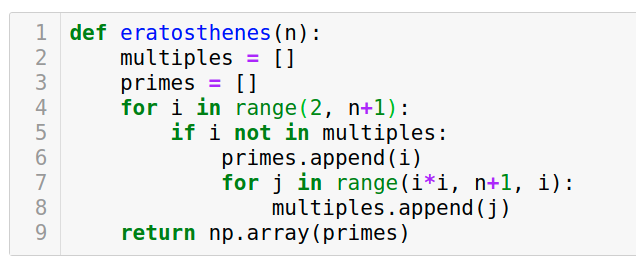 1 def eratosthenes(n):
2     multiples = []
3     primes = []
4     for i in range(2, n+1):
5         if i not in multiples:
6             primes.append(i)
7             for j in range(i*i, n+1, i):
8                 multiples.append(j)
9     return np.array(primes)